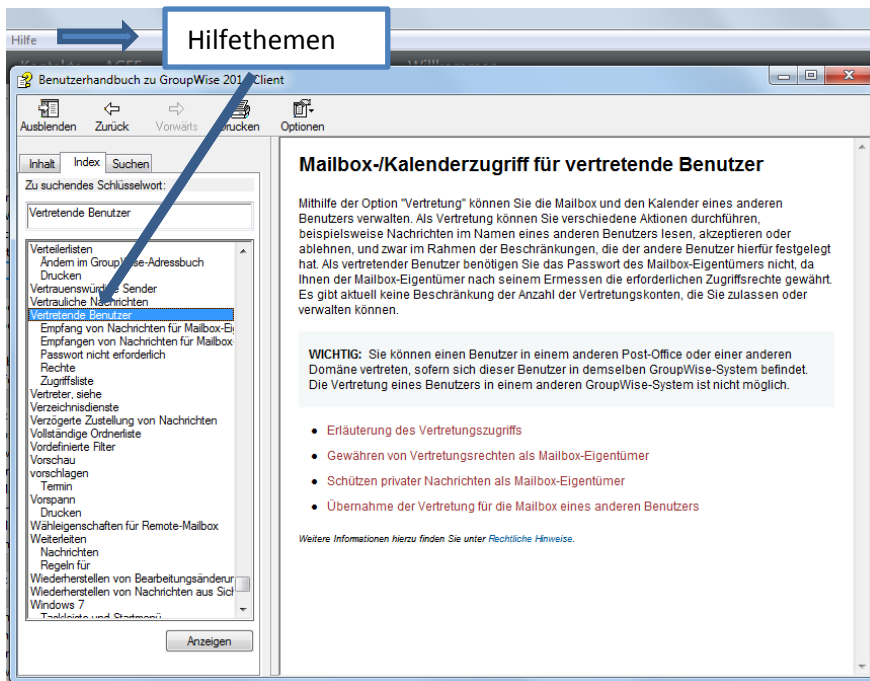 Hilfe
Hilfethemen
Benutzerhandbuch zu GroupWise 201 Client
Ausblenden Zurück Vorwärts Drucken Optionen
Inhalt Index Suchen
Zu suchendes Schlüsselwort:
Vertretende Benutzer
Verteilerlisten
Ändern im GroupWise-Adressbuch
Drucken
Vertrauenswürdige Sender
Vertrauliche Nachrichten
Vertretende Benutzer
Empfang von Nachrichten für Mailbox-Ei
Empfangen von Nachrichten für Mailbox
Passwort nicht erforderlich
Rechte
Zugriffsliste
Vertreter, siehe
Verzeichnisdienste
Verzögerte Zustellung von Nachrichten
Vollständige Ordnerliste
Vordefinierte Filter
Vorschau
vorschlagen
Termin
Vorspann
Drucken
Wähleigenschaften für Remote-Mailbox
Weiterleiten
Nachrichten
Regeln für
Wiederherstellen von Bearbeitungsänderur
Wiederherstellen von Nachrichten aus Sich
Windows 7
Taskleiste und Startmenü
Anzeigen
Mailbox-/Kalenderzugriff für vertretende Benutzer
Mithilfe der Option "Vertretung" können Sie die Mailbox und den Kalender eines anderen
Benutzers verwalten. Als Vertretung können Sie verschiedene Aktionen durchführen,
beispielsweise Nachrichten im Namen eines anderen Benutzers lesen, akzeptieren oder
ablehnen, und zwar im Rahmen der Beschränkungen, die der andere Benutzer hierfür festgelegt
hat. Als vertretender Benutzer benötigen Sie das Passwort des Mailbox-Eigentümers nicht, da
Ihnen der Mailbox-Eigentümer nach seinem Ermessen die erforderlichen Zugriffsrechte gewährt.
Es gibt aktuell keine Beschränkung der Anzahl der Vertretungskonten, die Sie zulassen oder
verwalten können.
WICHTIG: Sie können einen Benutzer in einem anderen Post-Office oder einer anderen
Domäne vertreten, sofern sich dieser Benutzer in demselben GroupWise-System befindet.
Die Vertretung eines Benutzers in einem anderen GroupWise-System ist nicht möglich.
• Erläuterung des Vertretungszugriffs
• Gewähren von Vertretungsrechten als Mailbox-Eigentümer
• Schützen privater Nachrichten als Mailbox-Eigentümer
• Übernahme der Vertretung für die Mailbox eines anderen Benutzers
Weitere Informationen hierzu finden Sie unter Rechtliche Hinweise.